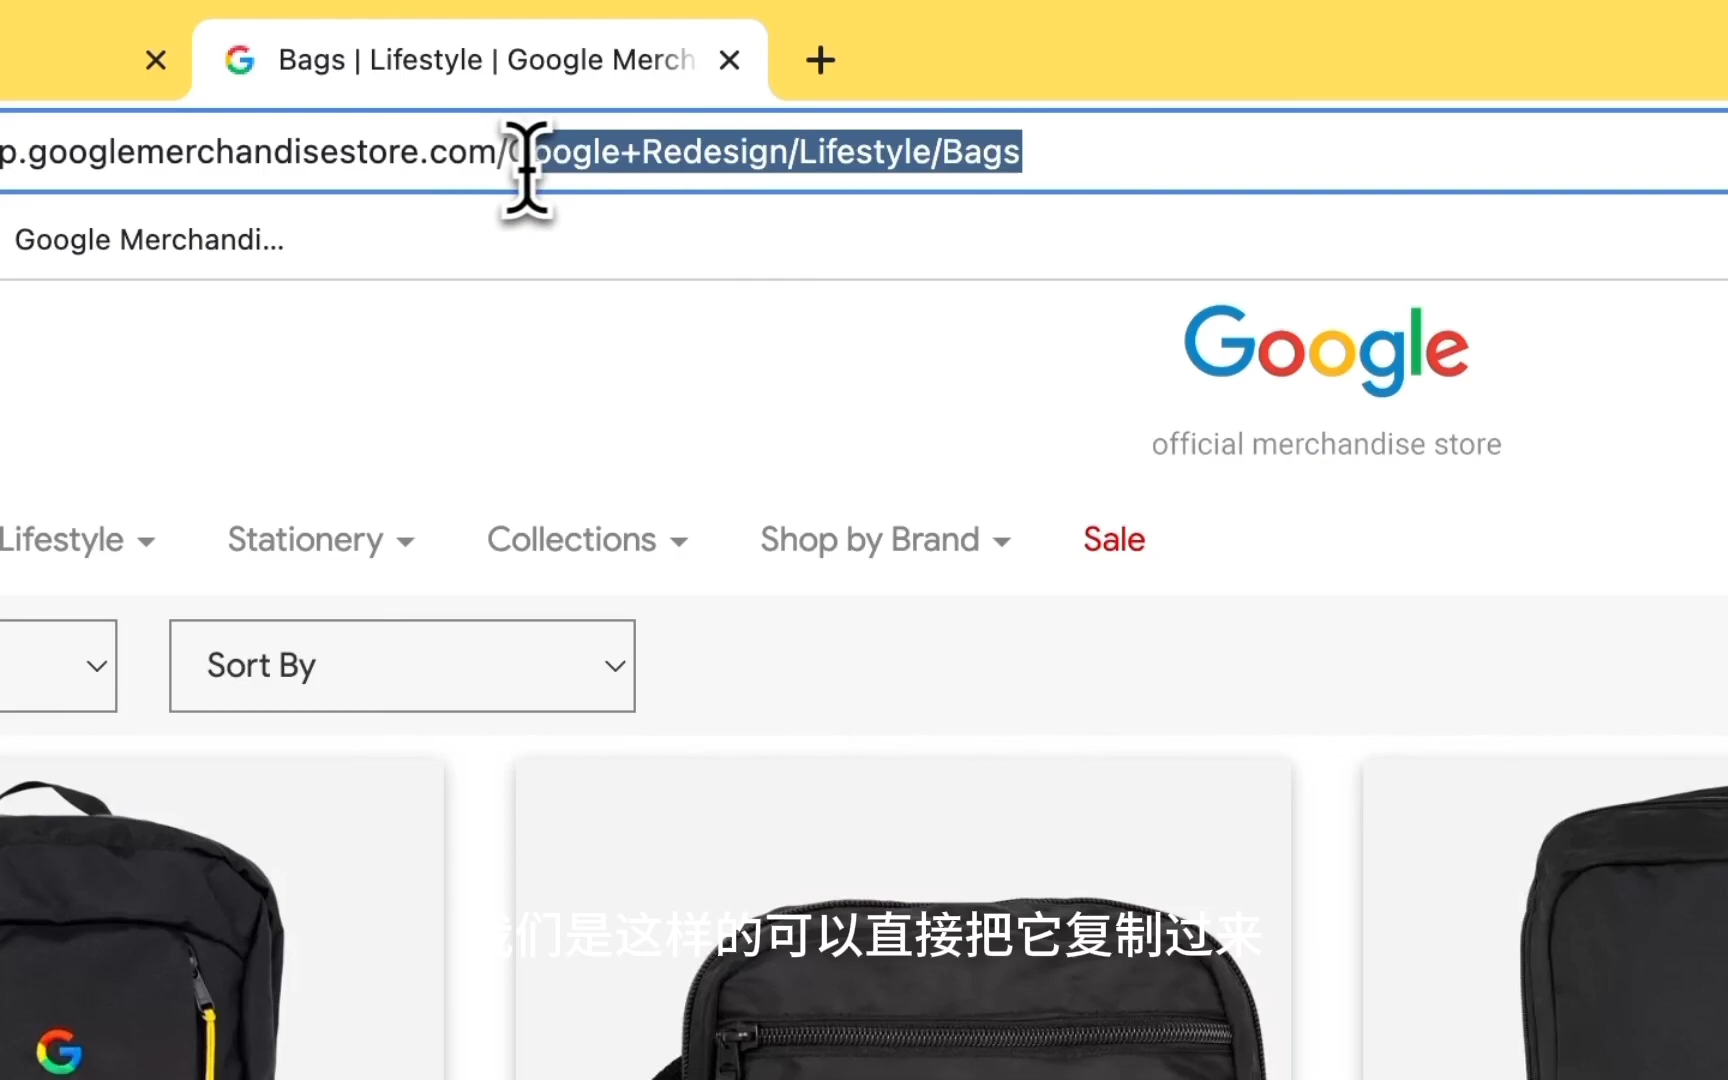 Bags | Lifestyle | Google Merch
p.googlemerchandisestore.com/Google+Redesign/Lifestyle/Bags
Google Merchandi...
Google
official merchandise store
Lifestyle Stationery Collections Shop by Brand Sale
Sort By
我们是这样的可以直接把它复制过来
G